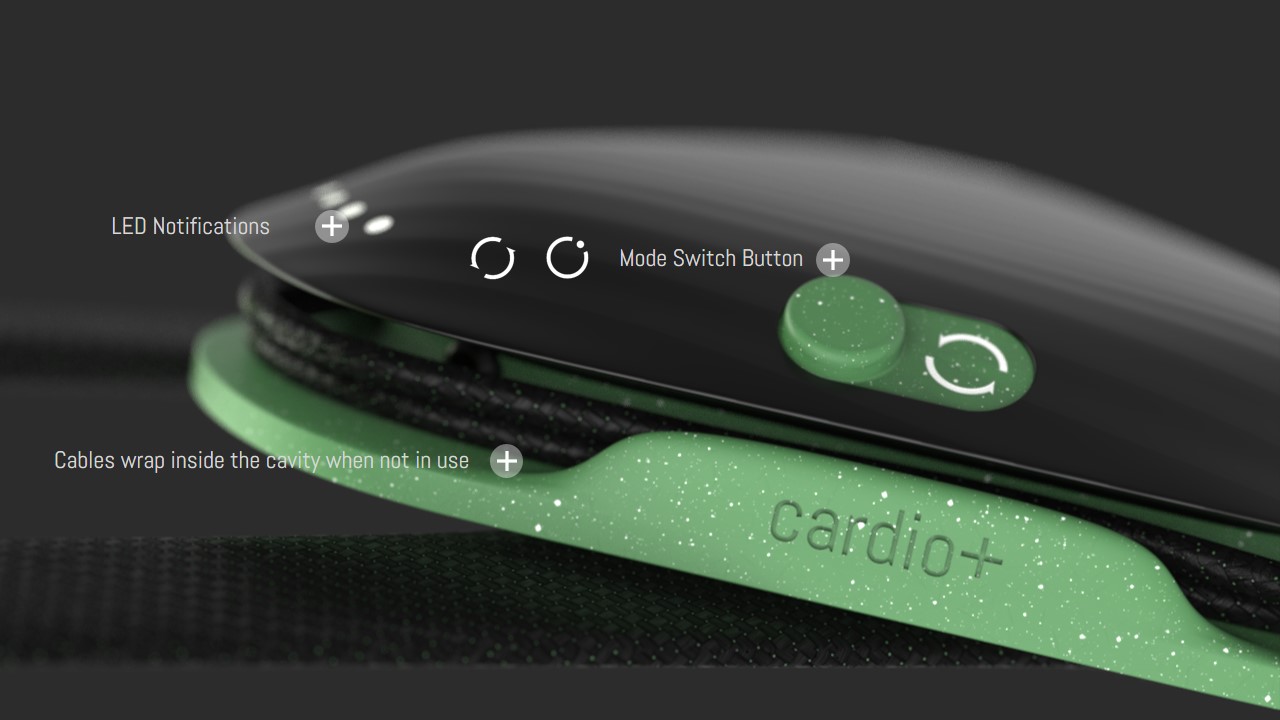 LED Notifications
Mode Switch Button
Cables wrap inside the cavity when not in use
cardio+